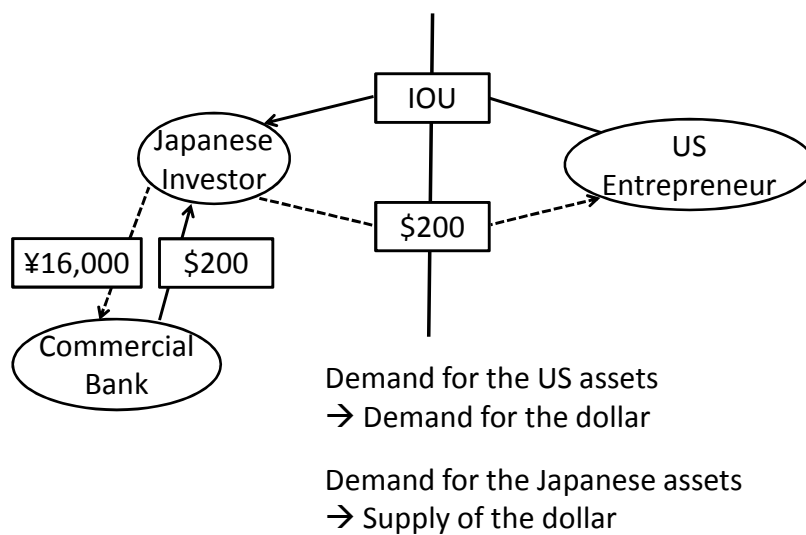 IOU
Japanese
Investor
US
Entrepreneur
$200
¥16,000
$200
Commercial
Bank
Demand for the US assets
→ Demand for the dollar
Demand for the Japanese assets
→ Supply of the dollar